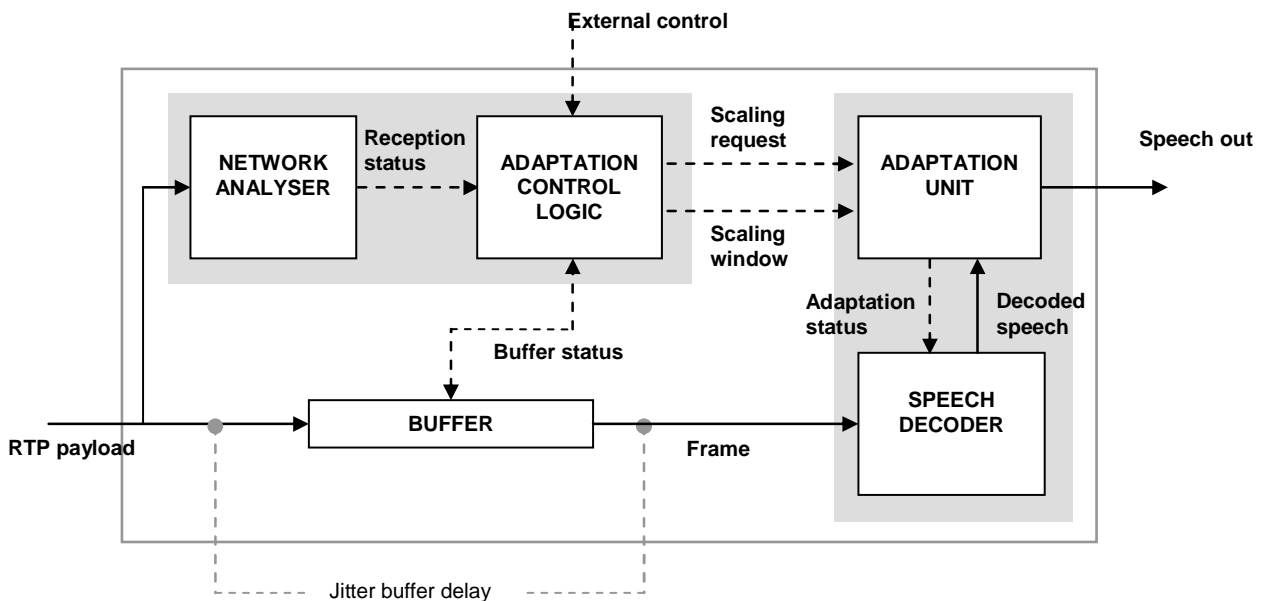 External control
NETWORK
ANALYSER
Reception
status
ADAPTATION
CONTROL
LOGIC
Scaling
request
Scaling
window
ADAPTATION
UNIT
Speech out
Adaptation
status
Decoded
speech
Buffer status
RTP payload
BUFFER
Frame
SPEECH
DECODER
Jitter buffer delay